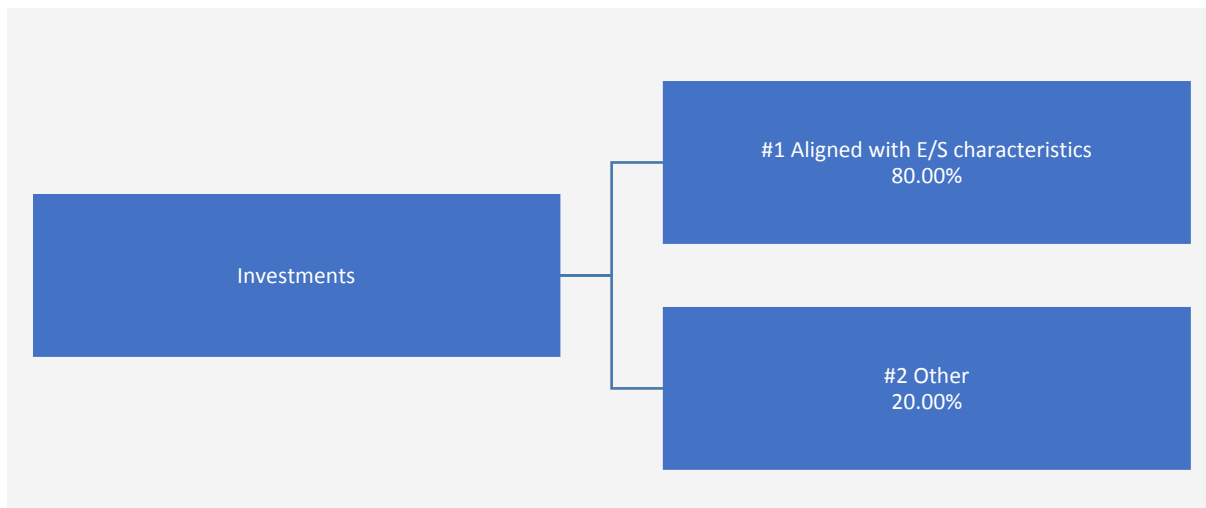 Investments
#1 Aligned with E/S characteristics
80.00%
#2 Other
20.00%